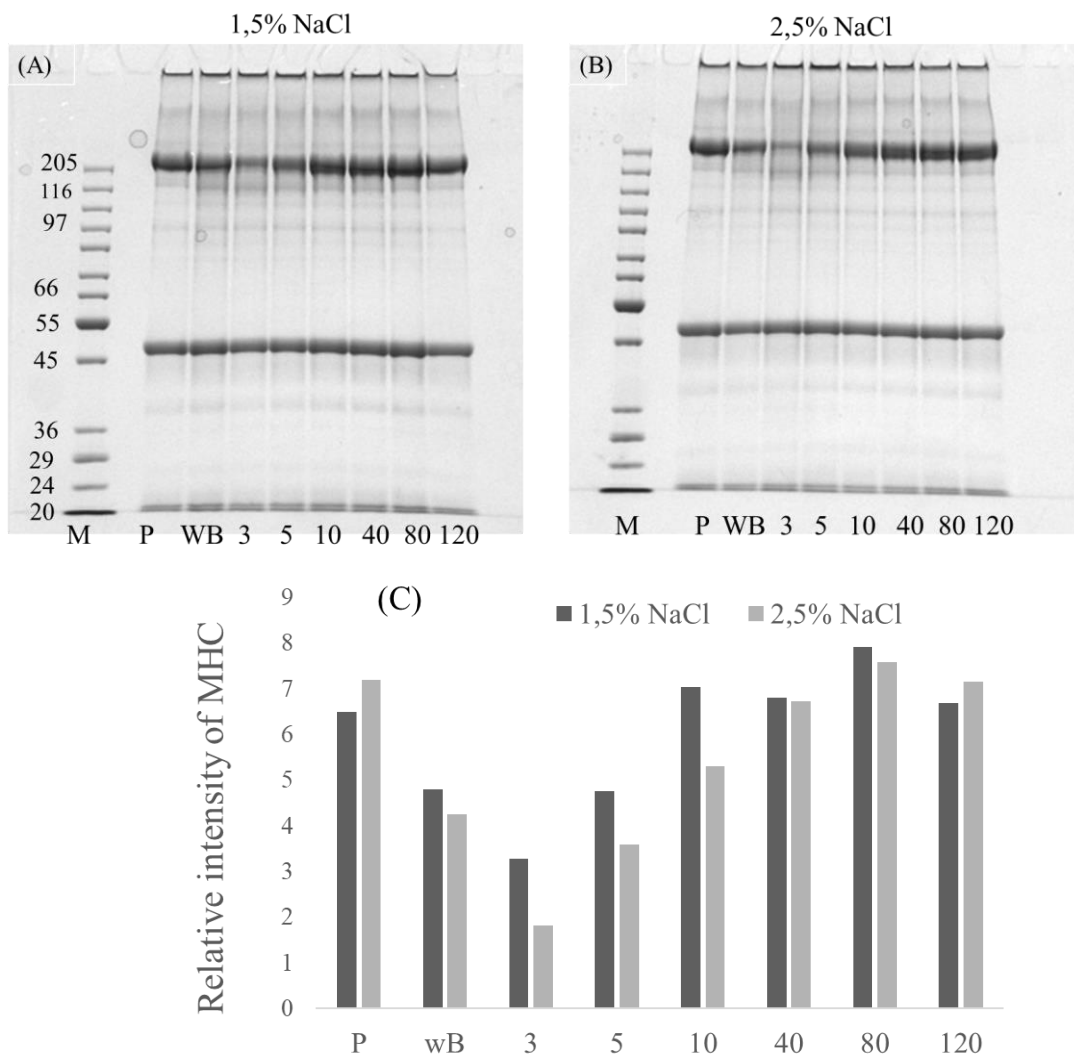 1,5% NaCl
2,5% NaCl
(A)
(B)
205
116
97
66
55
45
36
29
24
20
M P WB 3 5 10 40 80 120
M P WB 3 5 10 40 80 120
(C)
1,5% NaCl 2,5% NaCl
Relative intensity of MHC
9
8
7
6
5
4
3
2
1
0
P wB 3 5 10 40 80 120